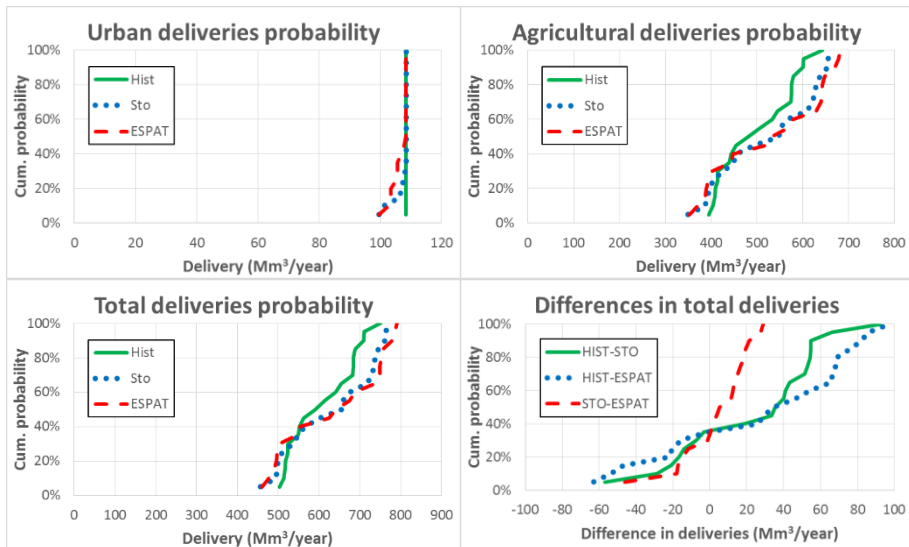 Urban deliveries probability
100%
80%
60%
40%
20%
0%
Cum. probability
Hist
Sto
ESPAT
0 20 40 60 80 100 120
Delivery (Mm³/year)
Agricultural deliveries probability
100%
80%
60%
40%
20%
0%
Cum. probability
Hist
Sto
ESPAT
0 100 200 300 400 500 600 700 800
Delivery (Mm³/year)
Total deliveries probability
100%
80%
60%
40%
20%
0%
Cum. probability
Hist
Sto
ESPAT
0 100 200 300 400 500 600 700 800 900
Delivery (Mm³/year)
Differences in total deliveries
100%
80%
60%
40%
20%
0%
Cum. probability
HIST-STO
HIST-ESPAT
STO-ESPAT
-100 -80 -60 -40 -20 0 20 40 60 80 100
Difference in deliveries (Mm³/year)